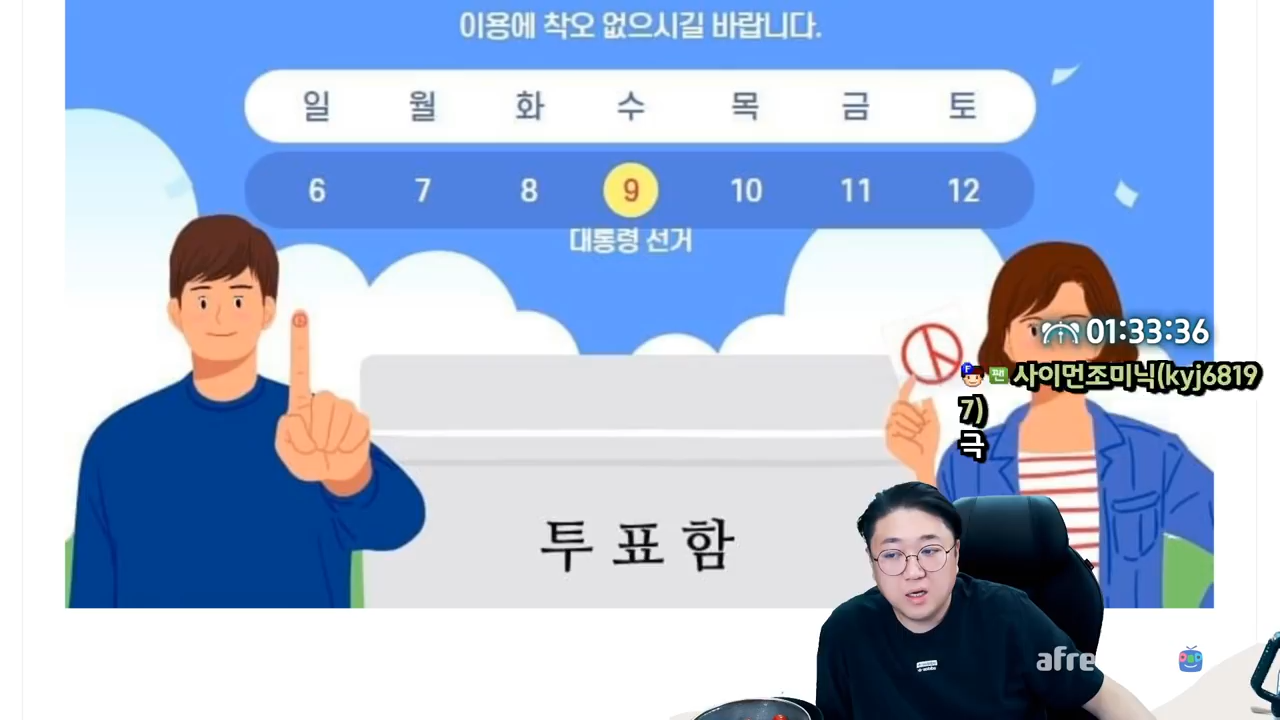 이용에 착오 없으시길 바랍니다.
일 월 화 수 목 금 토
6 7 8 9 10 11 12
대통령 선거
01:33:36
F 팬 사이먼조미닉(kyj6819
7)
극
투표함
afre